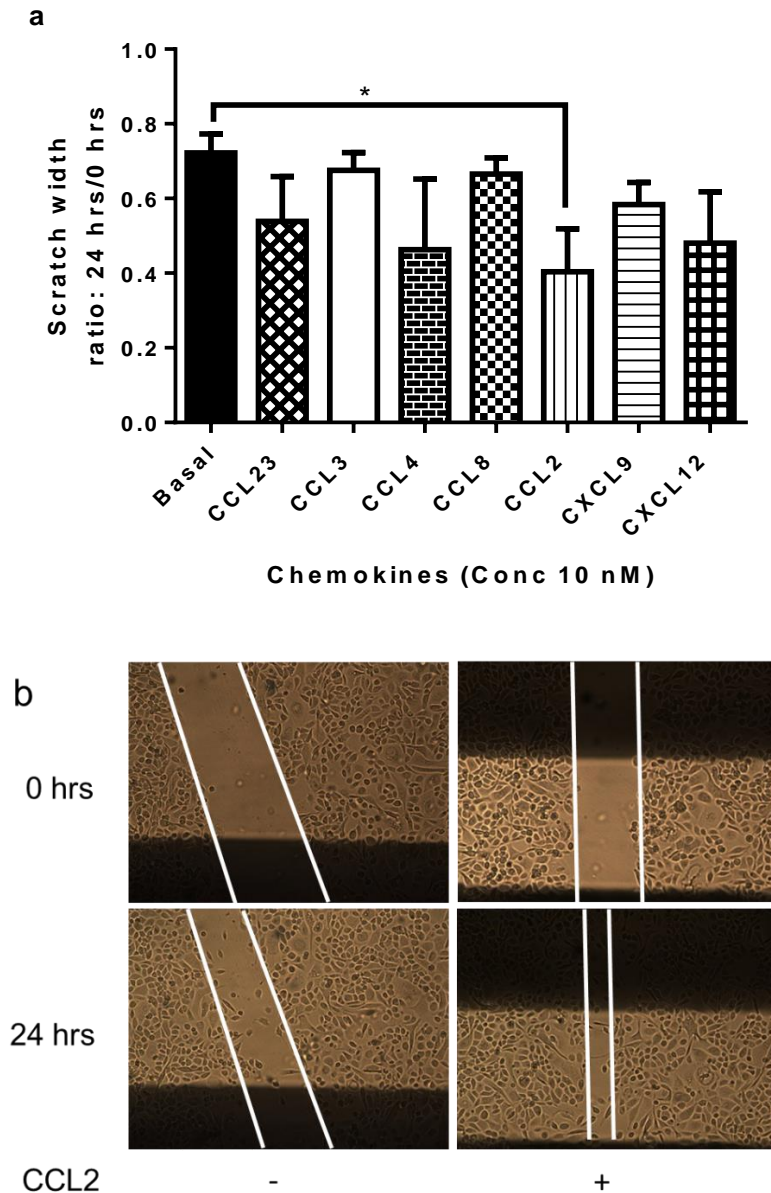 a
1.0
0.8
0.6
0.4
0.2
0.0
Scratch width
ratio: 24 hrs/0 hrs
*
Basal
CCL23
CCL3
CCL4
CCL8
CCL2
CXCL9
CXCL12
Chemokines (Conc 10 nM)
b
0 hrs
24 hrs
CCL2 - +